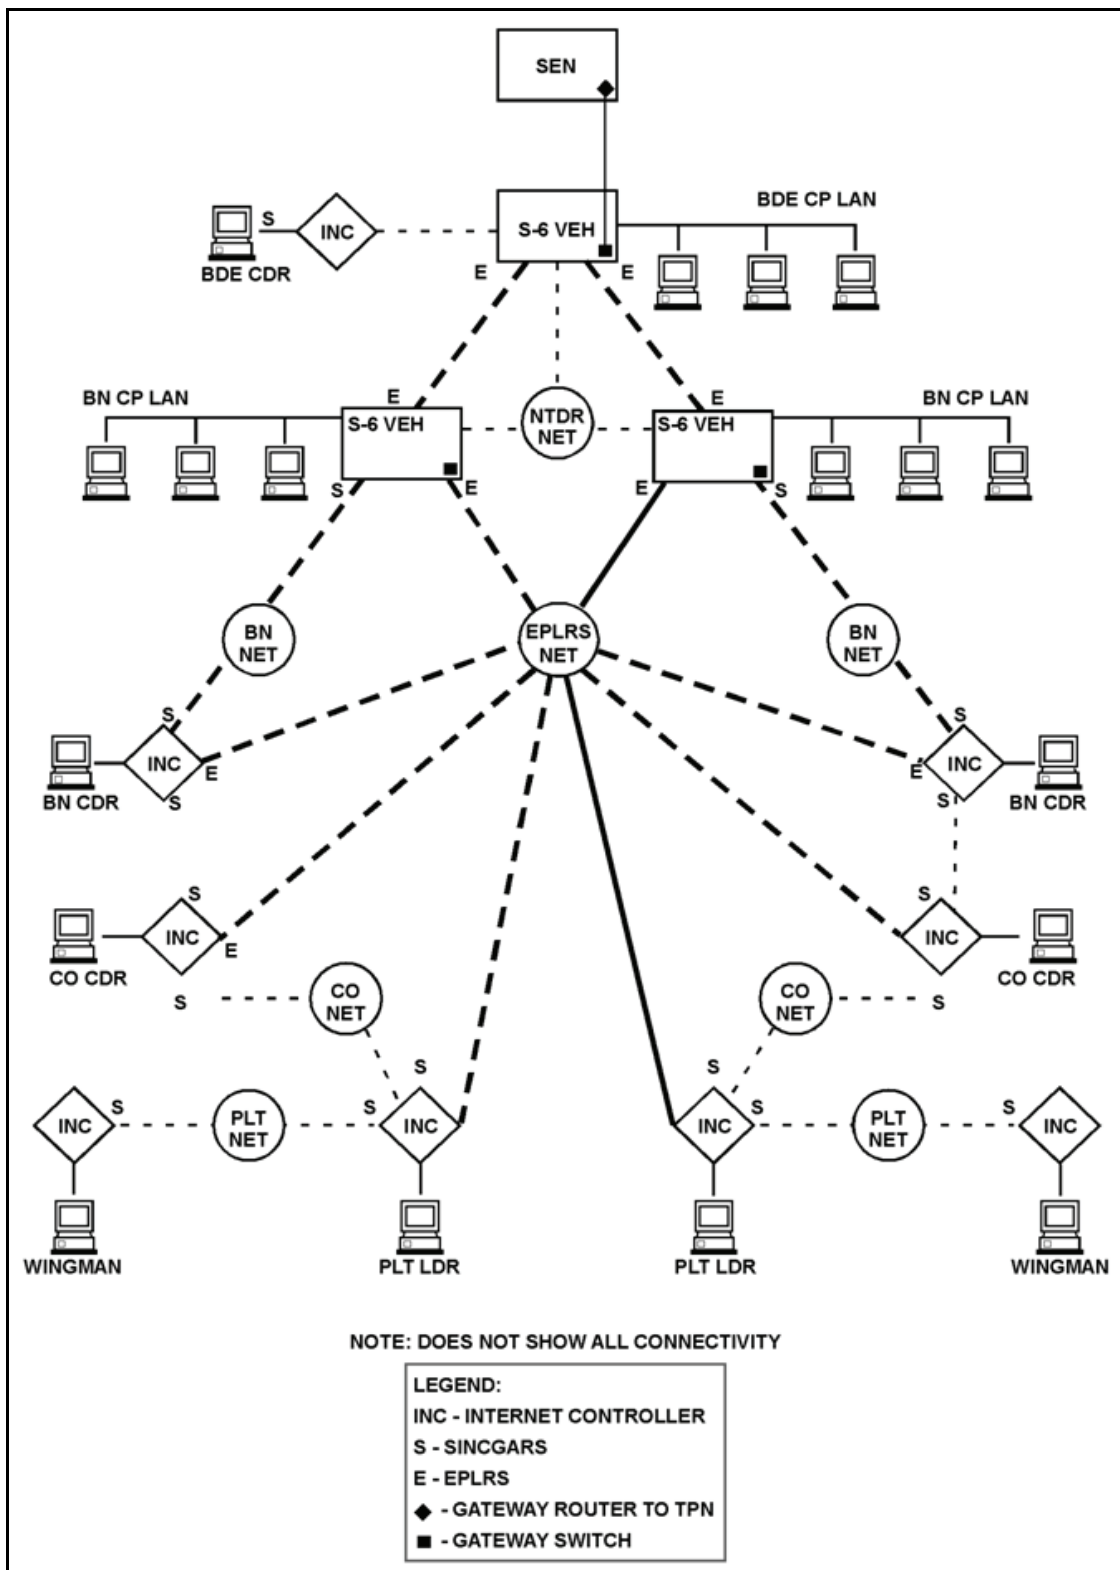 SEN
BDE CP LAN
S
INC
S-6 VEH
BDE CDR
E
E
E
E
BN CP LAN
BN CP LAN
S-6 VEH
NTDR
NET
S-6 VEH
S
E
E
S
BN
NET
EPLRS
NET
BN
NET
S
S
INC
E
E
INC
BN CDR
S
S
BN CDR
S
S
INC
E
INC
CO CDR
CO CDR
S
CO
NET
CO
NET
S
S
S
INC
S
PLT
NET
S
INC
INC
S
PLT
NET
S
INC
WINGMAN
PLT LDR
PLT LDR
WINGMAN
NOTE: DOES NOT SHOW ALL CONNECTIVITY
LEGEND:
INC - INTERNET CONTROLLER
S - SINCGARS
E - EPLRS
◆ - GATEWAY ROUTER TO TPN
■ - GATEWAY SWITCH